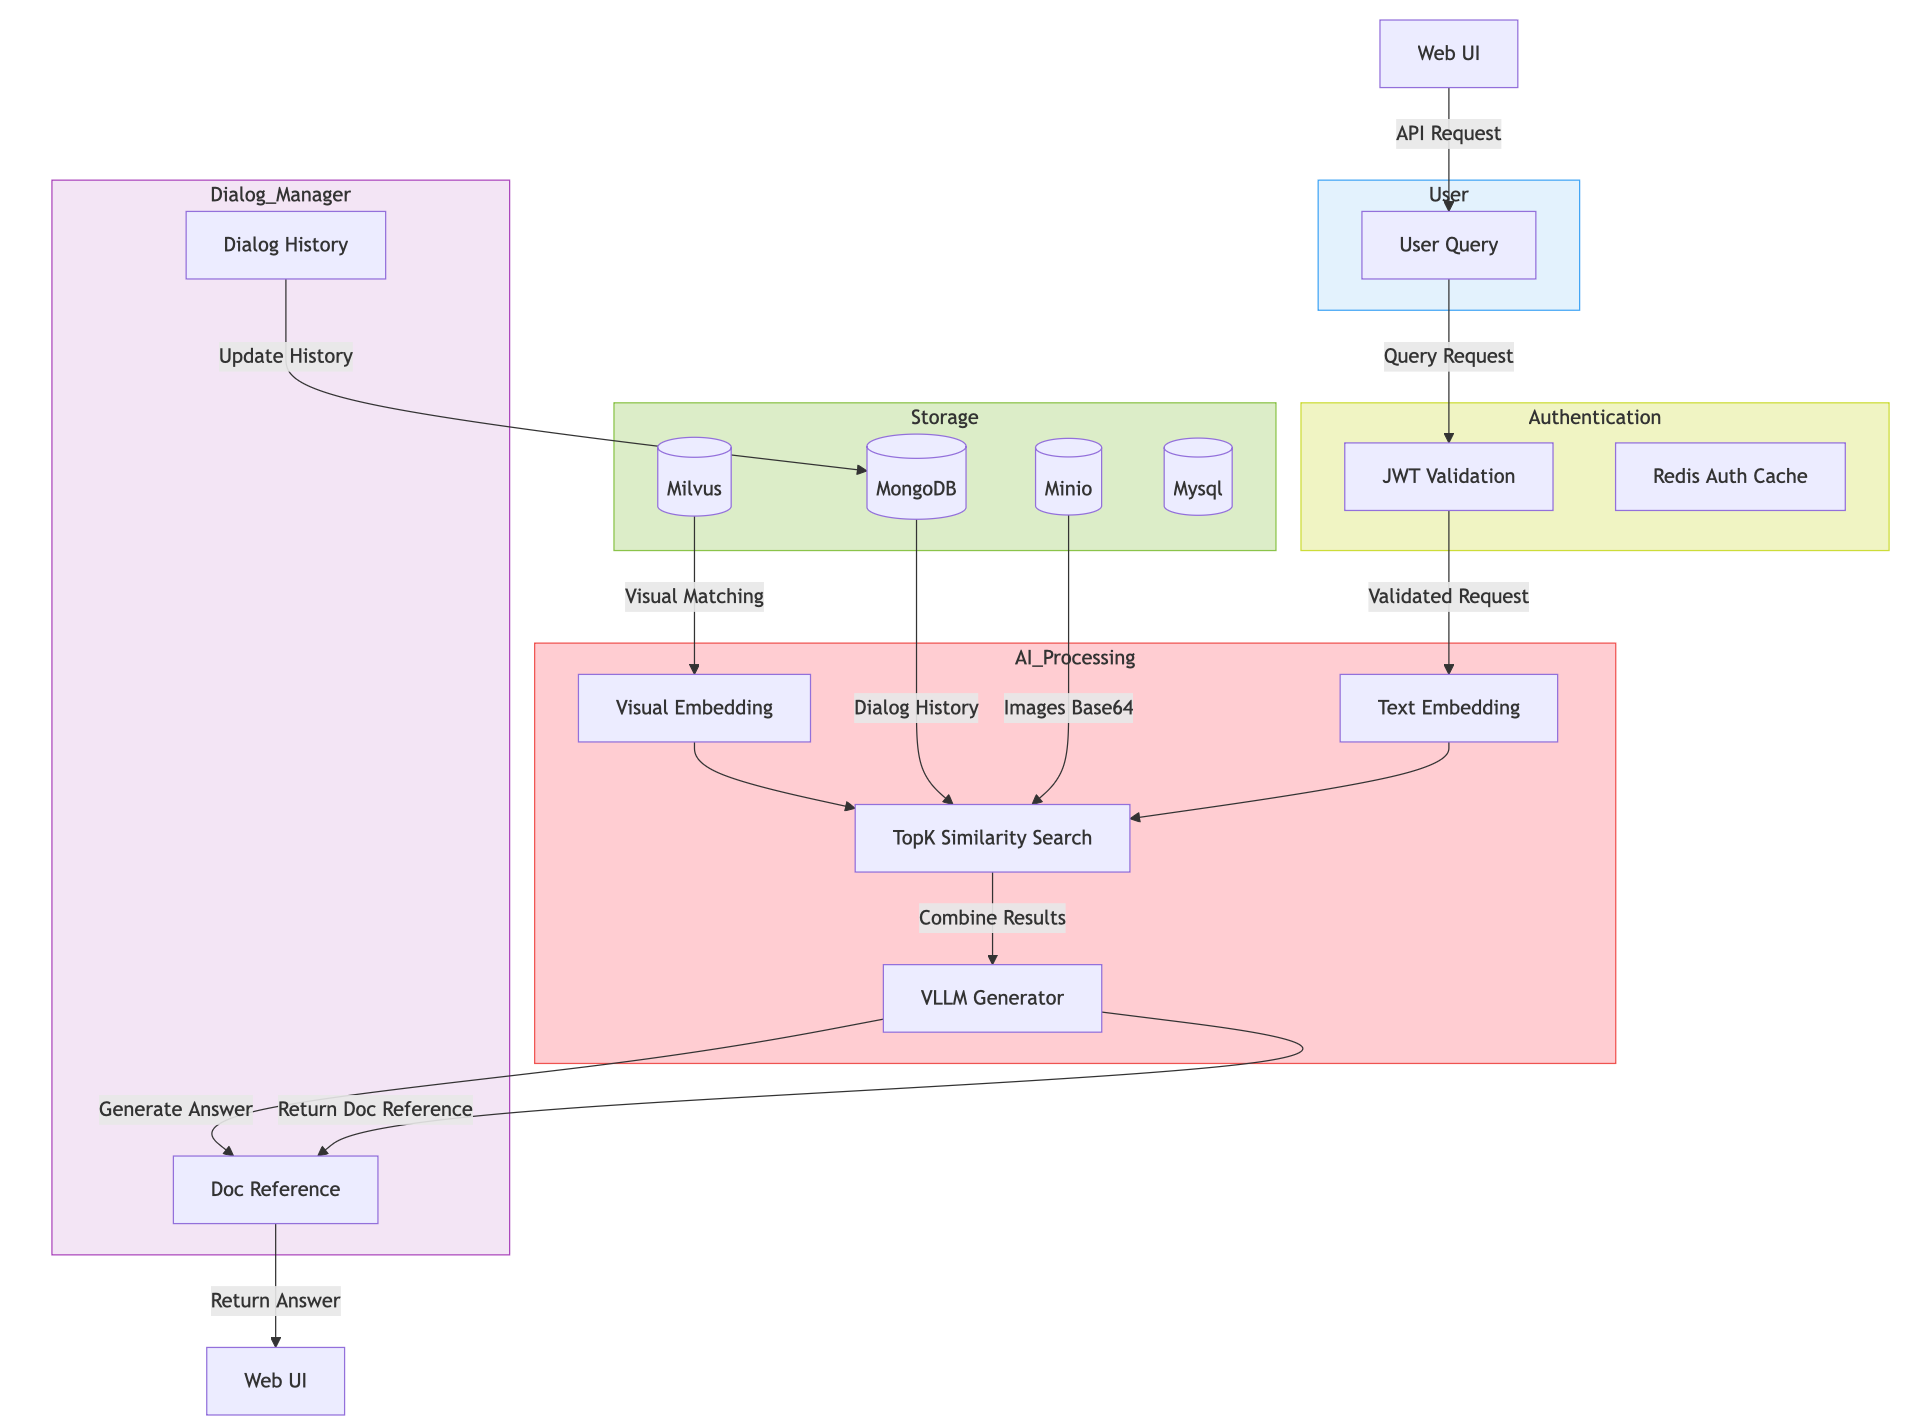 Web UI
API Request
Dialog_Manager
User
Dialog History
User Query
Update History
Query Request
Storage
Authentication
Milvus
MongoDB
Minio
Mysql
JWT Validation
Redis Auth Cache
Visual Matching
Validated Request
AI_Processing
Visual Embedding
Dialog History
Images Base64
Text Embedding
TopK Similarity Search
Combine Results
VLLM Generator
Generate Answer
Return Doc Reference
Doc Reference
Return Answer
Web UI